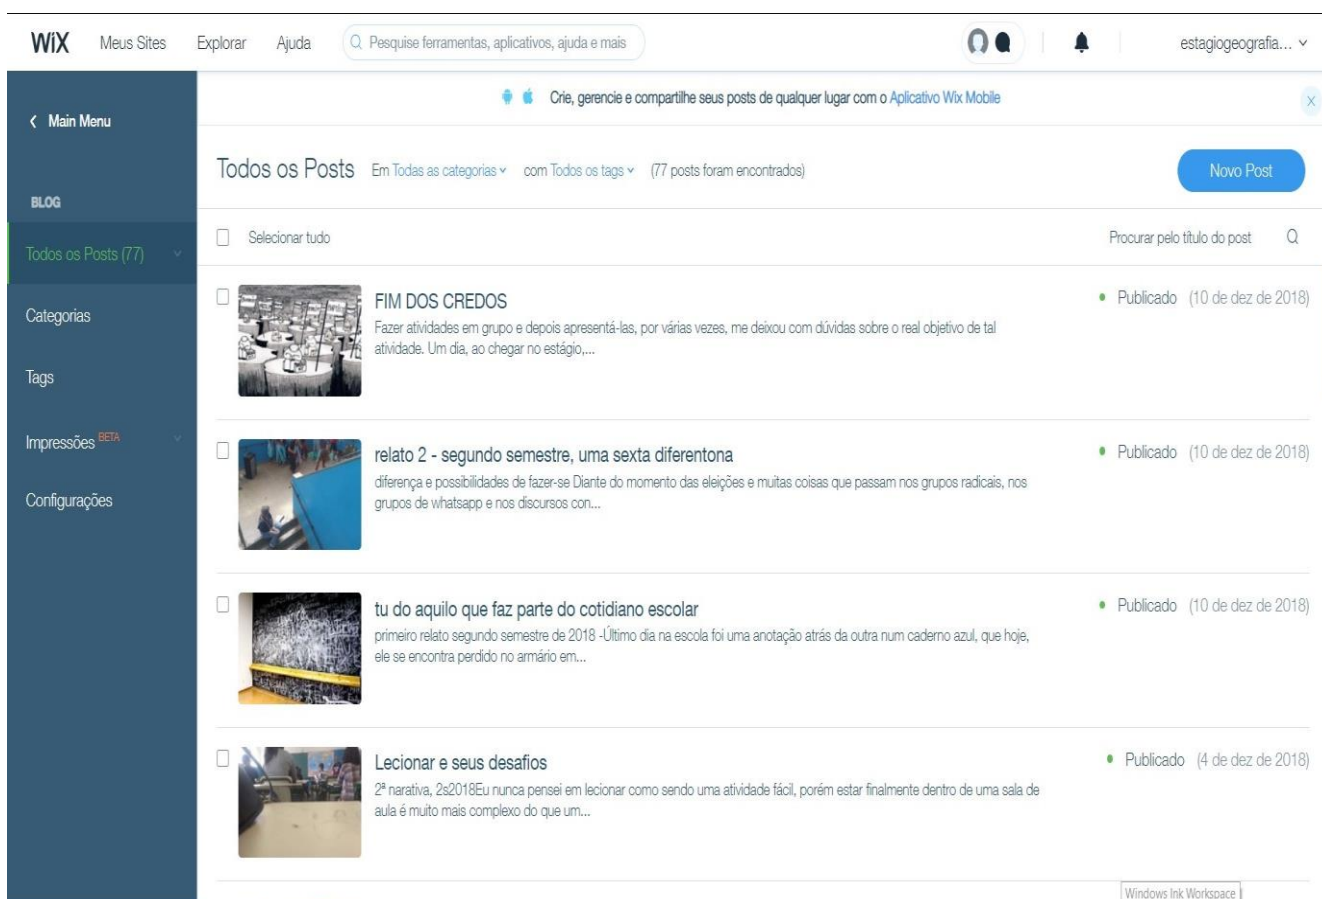 WiX Meus Sites Explorar Ajuda Pesquise ferramentas, aplicativos, ajuda e mais estagiogeografia...
Crie, gerencie e compartilhe seus posts de qualquer lugar com o Aplicativo Wix Mobile X
Main Menu
BLOG
Todos os Posts (77)
Categorias
Tags
Impressões BETA
Configurações
Todos os Posts Em Todas as categorias com Todos os tags (77 posts foram encontrados) Novo Post
Selecionar tudo Procurar pelo título do post
FIM DOS CREDOS Publicado (10 de dez de 2018)
Fazer atividades em grupo e depois apresentá-las, por várias vezes, me deixou com dúvidas sobre o real objetivo de tal
atividade. Um dia, ao chegar no estágio,...
relato 2 - segundo semestre, uma sexta diferentona Publicado (10 de dez de 2018)
diferença e possibilidades de fazer-se Diante do momento das eleições e muitas coisas que passam nos grupos radicais, nos
grupos de whatsapp e nos discursos con...
tu do aquilo que faz parte do cotidiano escolar Publicado (10 de dez de 2018)
primeiro relato segundo semestre de 2018 -Último dia na escola foi uma anotação atrás da outra num caderno azul, que hoje,
ele se encontra perdido no armário em...
Lecionar e seus desafios Publicado (4 de dez de 2018)
2ª narativa, 2s2018Eu nunca pensei em lecionar como sendo uma atividade fácil, porém estar finalmente dentro de uma sala de
aula é muito mais complexo do que um...
Windows Ink Workspace